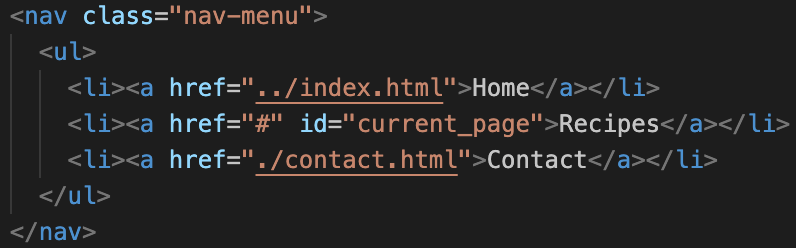 <nav class="nav-menu">
<ul>
<li><a href="../index.html">Home</a></li>
<li><a href="#" id="current_page">Recipes</a></li>
<li><a href="./contact.html">Contact</a></li>
</ul>
</nav>